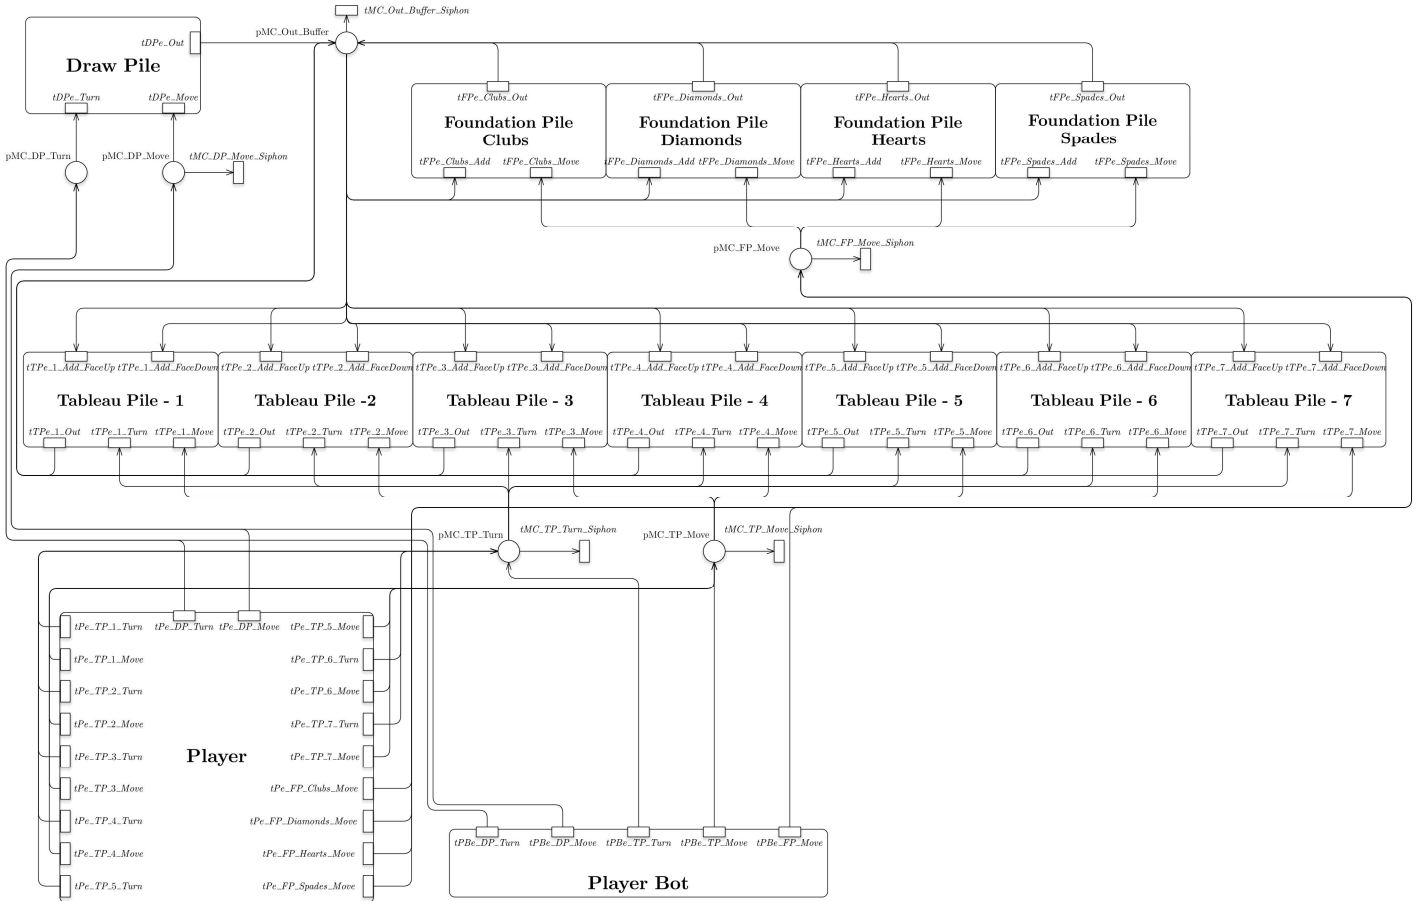 tMC_Out_Buffer_Siphon
pMC_Out_Buffer
tDPe_Out
Draw Pile
tDPe_Turn tDPe_Move
tFPe_Clubs_Out
tFPe_Diamonds_Out
tFPe_Hearts_Out
tFPe_Spades_Out
Foundation Pile
Clubs
Foundation Pile
Diamonds
Foundation Pile
Hearts
Foundation Pile
Spades
pMC_DP_Turn
pMC_DP_Move
tMC_DP_Move_Siphon
tFPe_Clubs_Add tFPe_Clubs_Move
tFPe_Diamonds_Add tFPe_Diamonds_Move
tFPe_Hearts_Add tFPe_Hearts_Move
tFPe_Spades_Add tFPe_Spades_Move
pMC_FP_Move
tMC_FP_Move_Siphon
tTPe_1_Add_FaceUp tTPe_1_Add_FaceDown
tTPe_2_Add_FaceUp tTPe_2_Add_FaceDown
tTPe_3_Add_FaceUp tTPe_3_Add_FaceDown
tTPe_4_Add_FaceUp tTPe_4_Add_FaceDown
tTPe_5_Add_FaceUp tTPe_5_Add_FaceDown
tTPe_6_Add_FaceUp tTPe_6_Add_FaceDown
tTPe_7_Add_FaceUp tTPe_7_Add_FaceDown
Tableau Pile - 1
Tableau Pile -2
Tableau Pile - 3
Tableau Pile - 4
Tableau Pile - 5
Tableau Pile - 6
Tableau Pile - 7
tTPe_1_Out tTPe_1_Turn tTPe_1_Move
tTPe_2_Out tTPe_2_Turn tTPe_2_Move
tTPe_3_Out tTPe_3_Turn tTPe_3_Move
tTPe_4_Out tTPe_4_Turn tTPe_4_Move
tTPe_5_Out tTPe_5_Turn tTPe_5_Move
tTPe_6_Out tTPe_6_Turn tTPe_6_Move
tTPe_7_Out tTPe_7_Turn tTPe_7_Move
pMC_TP_Turn
tMC_TP_Turn_Siphon
pMC_TP_Move
tMC_TP_Move_Siphon
tPe_TP_1_Turn tPe_DP_Turn tPe_DP_Move tPe_TP_5_Move
tPe_TP_1_Move tPe_TP_6_Turn
tPe_TP_2_Turn tPe_TP_6_Move
tPe_TP_2_Move tPe_TP_7_Turn
tPe_TP_3_Turn Player tPe_TP_7_Move
tPe_TP_3_Move tPe_FP_Clubs_Move
tPe_TP_4_Turn tPe_FP_Diamonds_Move
tPe_TP_4_Move tPe_FP_Hearts_Move
tPe_TP_5_Turn tPe_FP_Spades_Move
tPBe_DP_Turn tPBe_DP_Move tPBe_TP_Turn tPBe_TP_Move tPBe_FP_Move
Player Bot